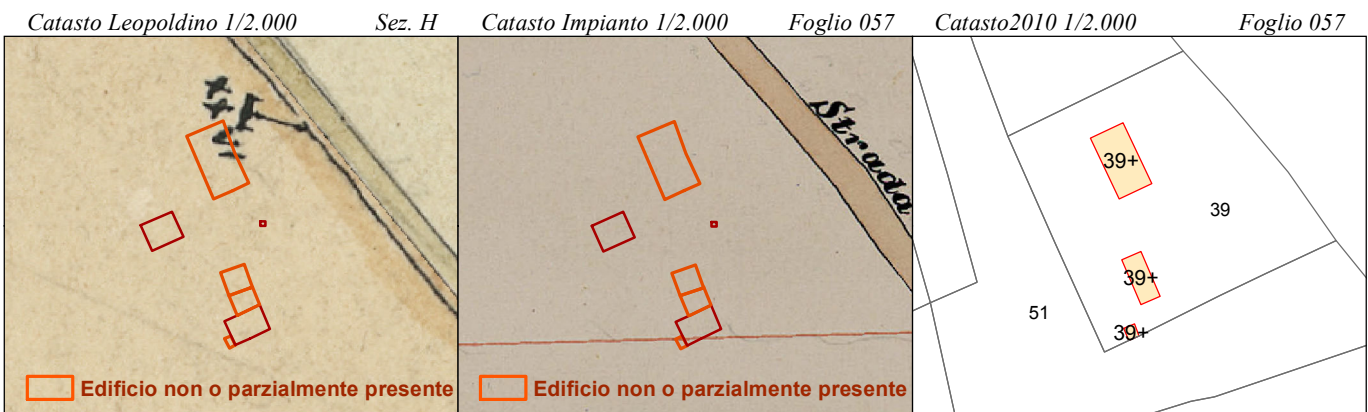 Catasto Leopoldino 1/2.000 Sez. H
Catasto Impianto 1/2.000 Foglio 057
Catasto2010 1/2.000 Foglio 057
Strada
39+
39
39+
51
39+
Edificio non o parzialmente presente
Edificio non o parzialmente presente